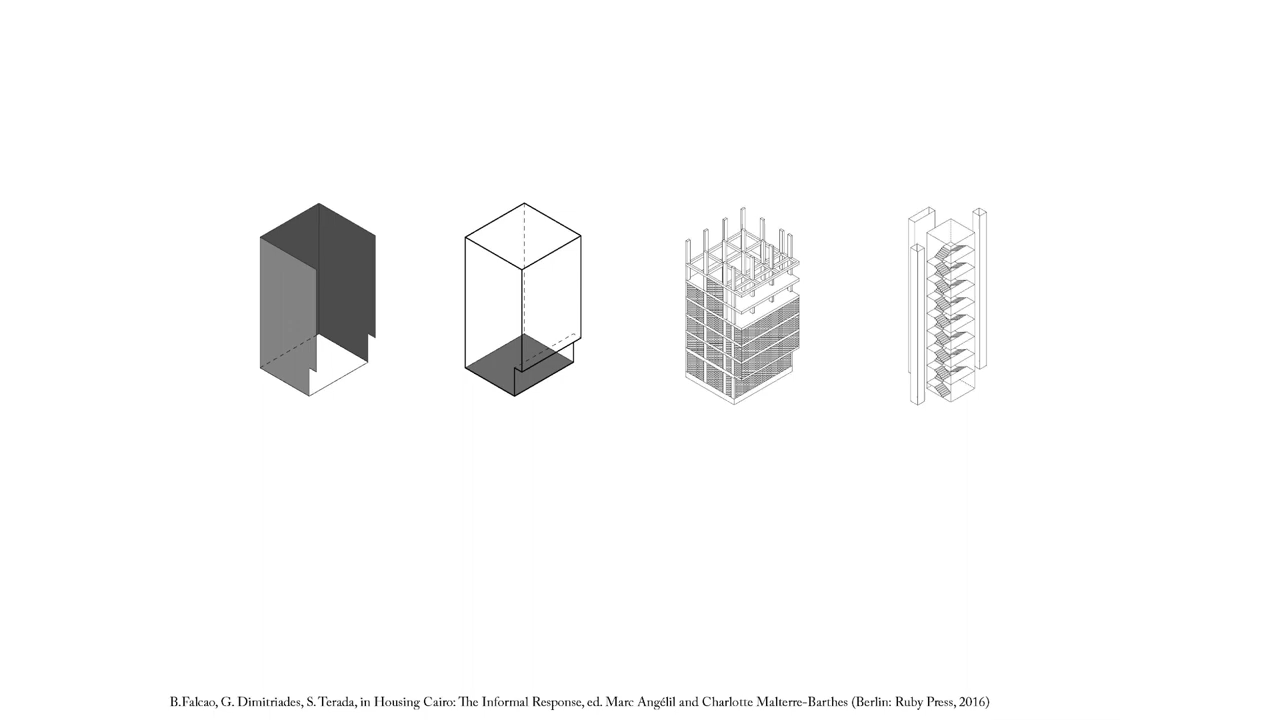 B.Falcao, G. Dimitriades, S. Terada, in Housing Cairo: The Informal Response, ed. Marc Angélil and Charlotte Malterre-Barthes (Berlin: Ruby Press, 2016)